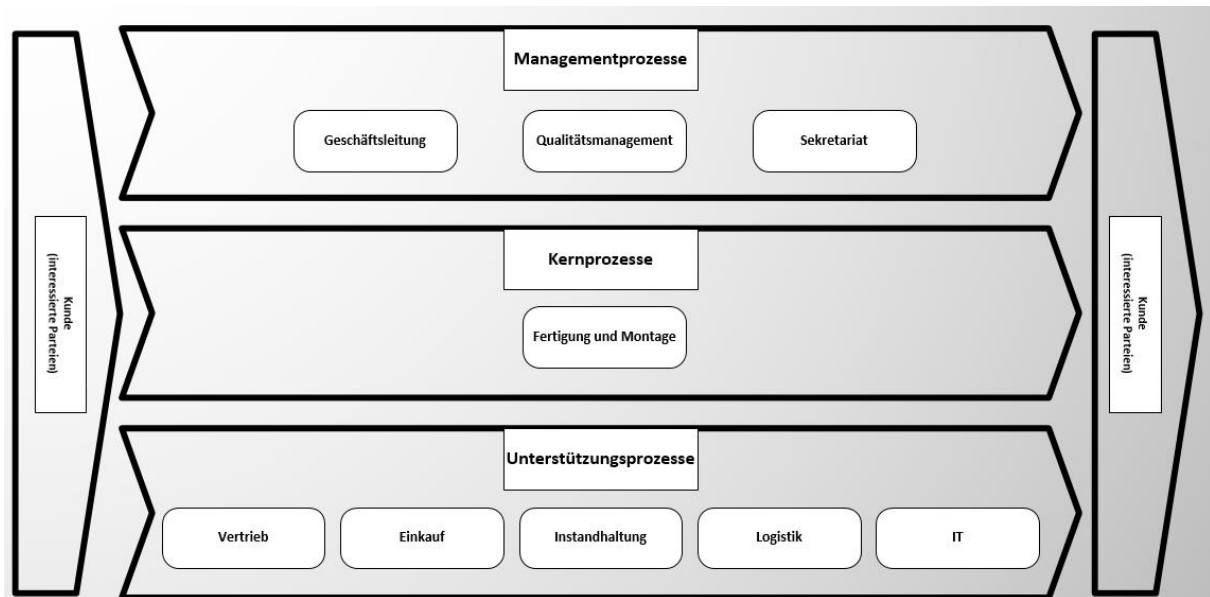 Managementprozesse
Geschäftsleitung
Qualitätsmanagement
Sekretariat
Kunde
(interessierte Parteien)
Kernprozesse
Fertigung und Montage
Kunde
(interessierte Parteien)
Unterstützungsprozesse
Vertrieb
Einkauf
Instandhaltung
Logistik
IT